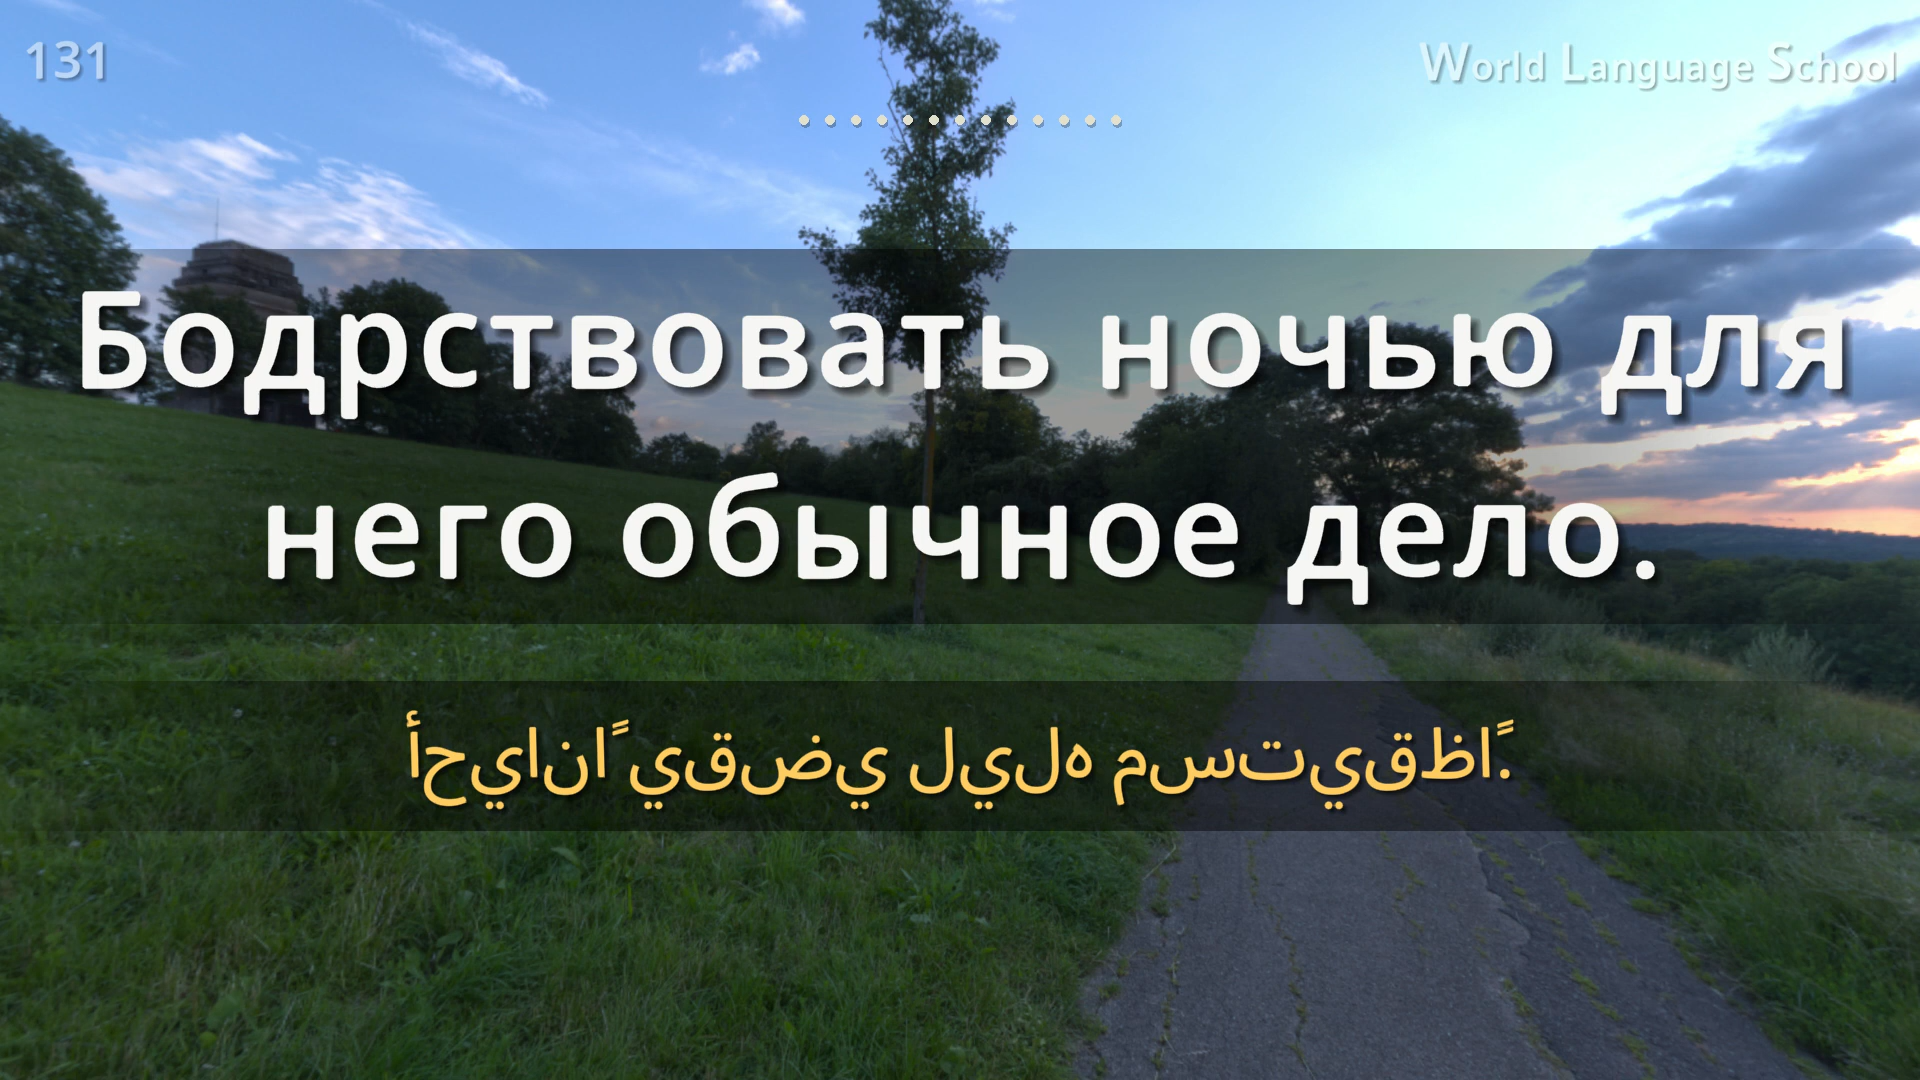 131
World Language School
Бодрствовать ночью для
него обычное дело.
أحياناً يقضي ليله مستيقظاً.